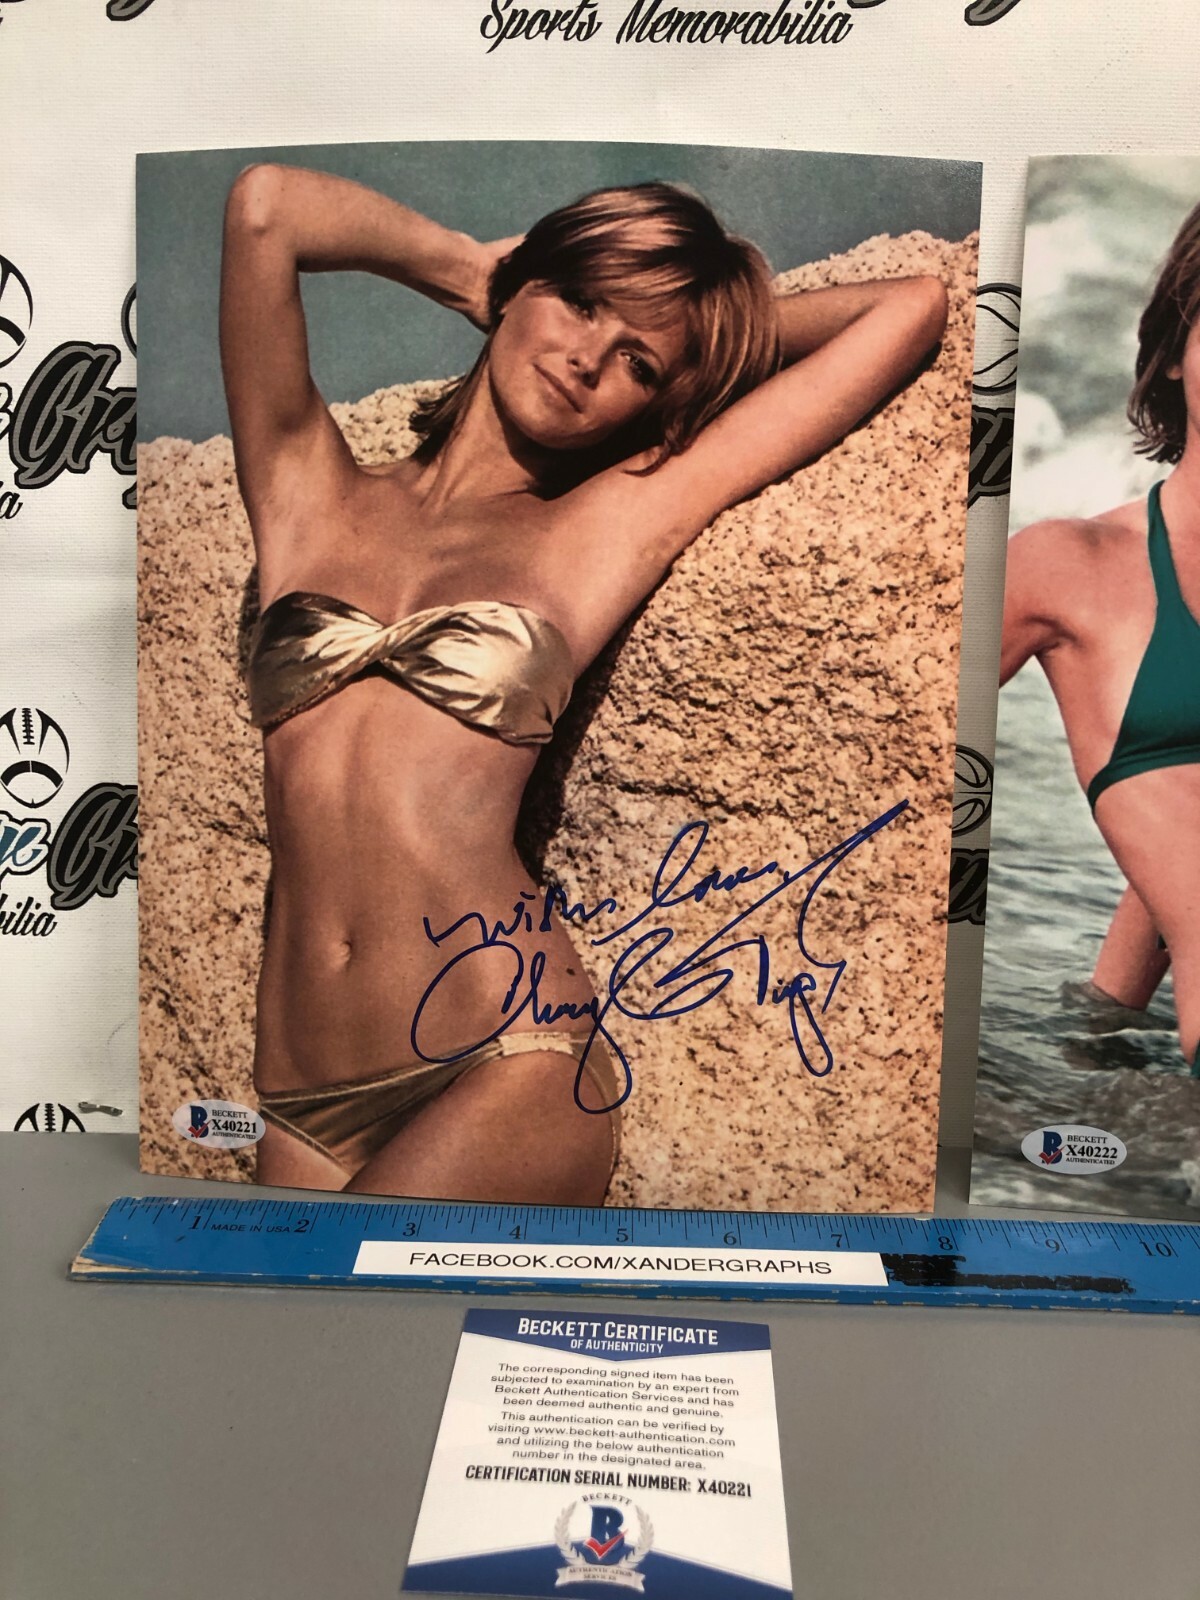 Sports Memorabilia
With love,
Cheryl Tiegs
BECKETT
X40221
AUTHENTICATED
BECKETT
X40222
AUTHENTICATED
1 MADE IN USA 2 3 4 5 6 7 8 9 10
FACEBOOK.COM/XANDERGRAPHS
BECKETT CERTIFICATE
OF AUTHENTICITY
The corresponding signed item has been
subjected to examination by an expert from
Beckett Authentication Services and has
been deemed authentic and genuine.
This authentication can be verified by
visiting www.beckett-authentication.com
and utilizing the below authentication
number in the designated area.
CERTIFICATION SERIAL NUMBER: X40221
BECKETT
B
AUTHENTICATION
SERVICES